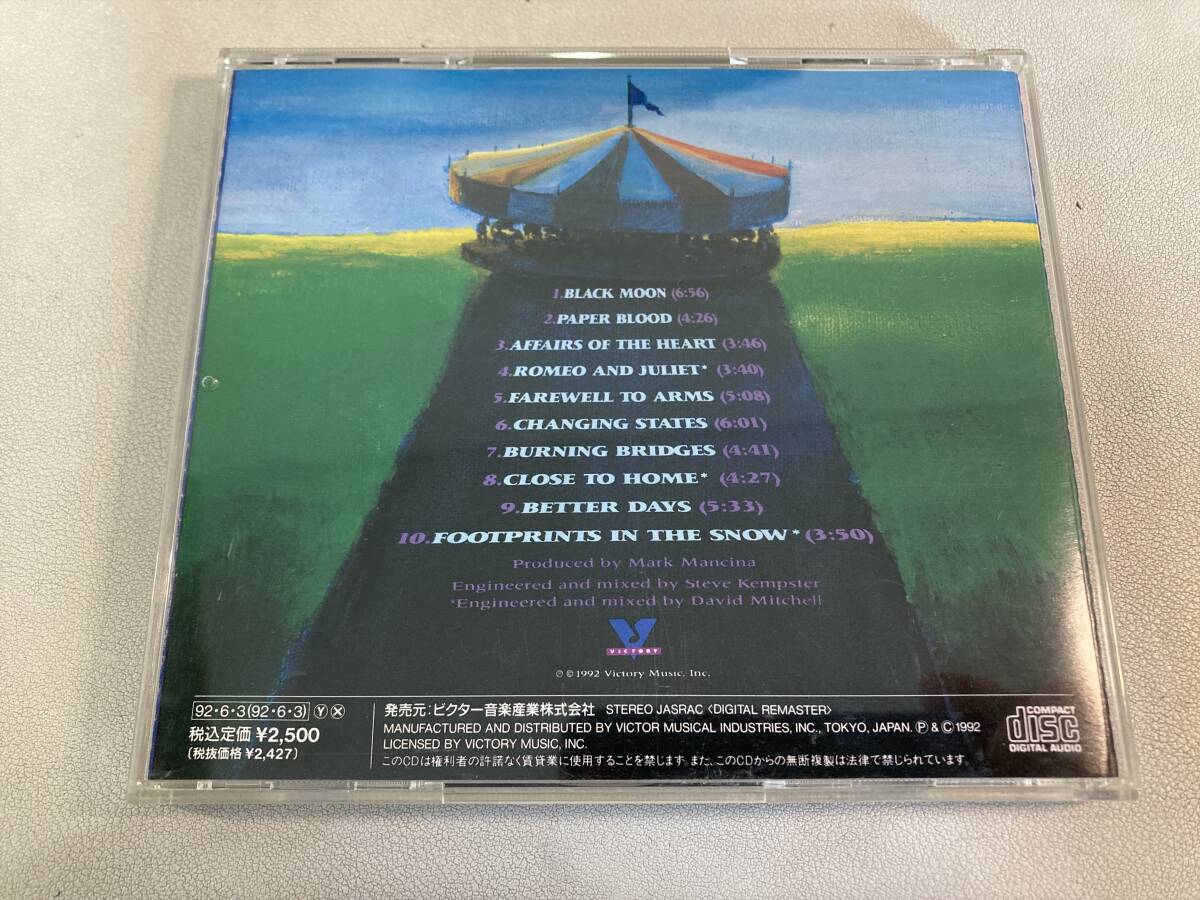 1.BLACK MOON (6:56)
2.PAPER BLOOD (4:26)
3.AFFAIRS OF THE HEART (3:46)
4.ROMEO AND JULIET* (3:40)
5.FAREWELL TO ARMS (5:08)
6.CHANGING STATES (6:01)
7.BURNING BRIDGES (4:41)
8.CLOSE TO HOME* (4:27)
9.BETTER DAYS (5:33)
10.FOOTPRINTS IN THE SNOW* (3:50)
Produced by Mark Mancina
Engineered and mixed by Steve Kempster
*Engineered and mixed by David Mitchell
VICTORY
℗ © 1992 Victory Music, Inc.
92・6・3(92・6・3) Ⓨ Ⓧ
税込定価 ¥2,500
(税抜価格 ¥2,427)
発売元:ビクター音楽産業株式会社 STEREO JASRAC 〈DIGITAL REMASTER〉
MANUFACTURED AND DISTRIBUTED BY VICTOR MUSICAL INDUSTRIES, INC., TOKYO, JAPAN. ℗ & © 1992
LICENSED BY VICTORY MUSIC, INC.
このCDは権利者の許諾なく賃貸業に使用することを禁じます。また、このCDからの無断複製は法律で禁じられています。
COMPACT
disc
DIGITAL AUDIO